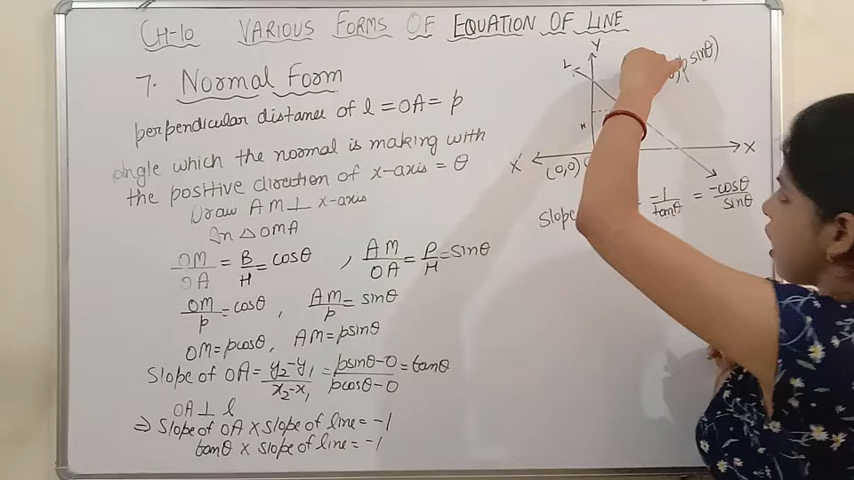 CH-10 VARIOUS FORMS OF EQUATION OF LINE
7. Normal Form
perpendicular distance of l = OA = p
angle which the normal is making with
the positive direction of x-axis = θ
Draw AM ⊥ x-axis
In △OMA
OM/OA = B/H = cosθ , AM/OA = P/H = sinθ
OM/p = cosθ , AM/p = sinθ
OM = pcosθ , AM = psinθ
Slope of OA = y₂-y₁/x₂-x₁ = psinθ-0/pcosθ-0 = tanθ
OA ⊥ l
⇒ Slope of OA × Slope of line = -1
tanθ × slope of line = -1
Y
L
p sinθ)
X' X
(0,0)
Slope -1/tanθ = -cosθ/sinθ